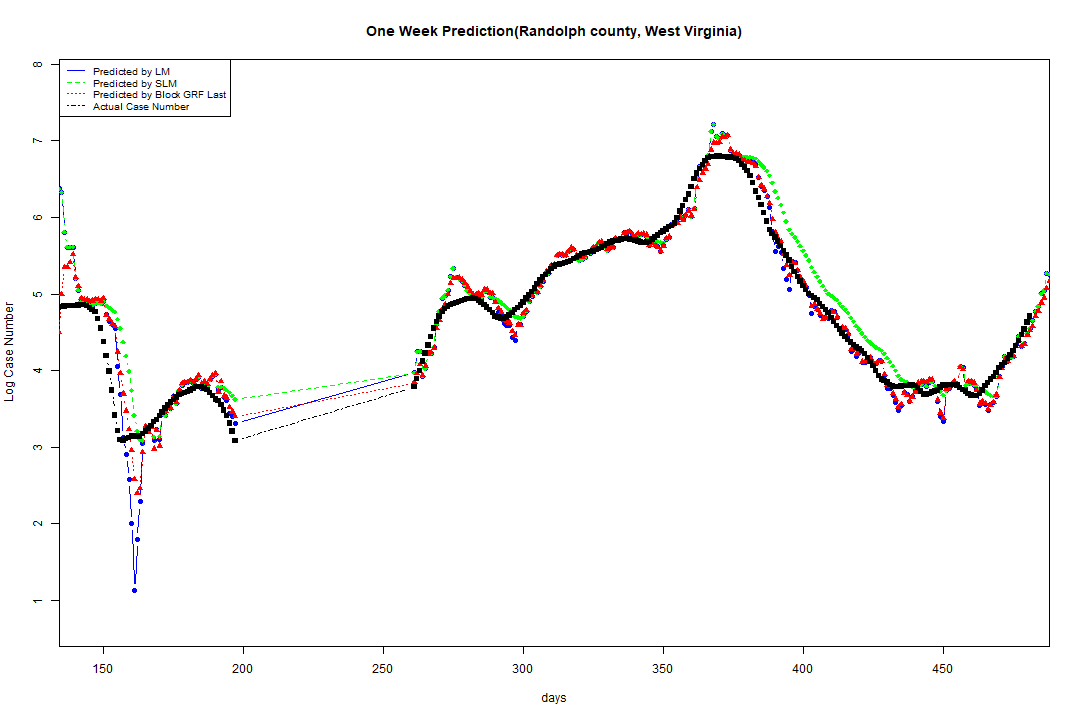 One Week Prediction(Randolph county, West Virginia)
Predicted by LM
Predicted by SLM
Predicted by Block GRF Last
Actual Case Number
Log Case Number
8
7
6
5
4
3
2
1
150 200 250 300 350 400 450
days